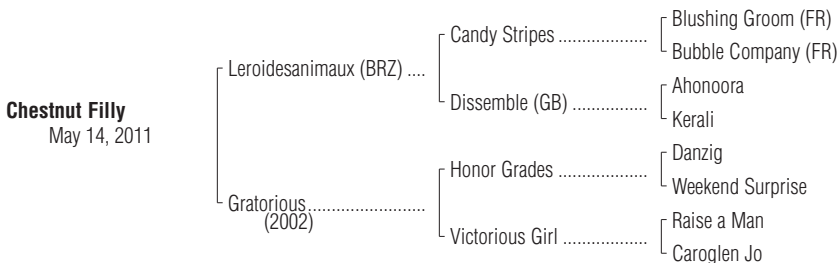 Chestnut Filly
May 14, 2011
Leroidesanimaux (BRZ) ....
Gratorious............................
(2002)
Candy Stripes ......................
Dissemble (GB) ...................
Honor Grades ......................
Victorious Girl ......................
Blushing Groom (FR)
Bubble Company (FR)
Ahonoora
Kerali
Danzig
Weekend Surprise
Raise a Man
Caroglen Jo